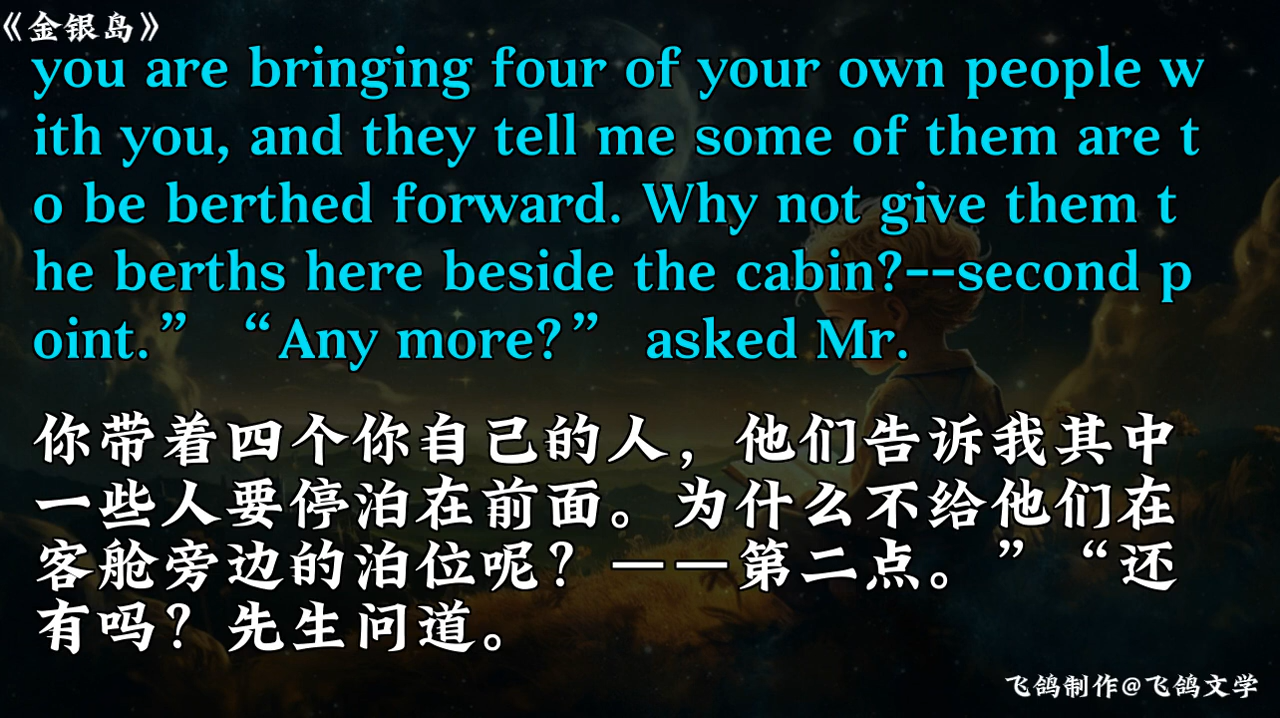 《金银岛》
you are bringing four of your own people w
ith you, and they tell me some of them are t
o be berthed forward. Why not give them t
he berths here beside the cabin?--second p
oint.” “Any more?” asked Mr.
你带着四个你自己的人，他们告诉我其中
一些人要停泊在前面。为什么不给他们在
客舱旁边的泊位呢？——第二点。”“还
有吗？先生问道。
飞鸽制作@飞鸽文学